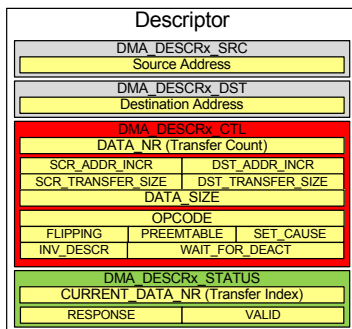 Descriptor
DMA_DESCRx_SRC
Source Address
DMA_DESCRx_DST
Destination Address
DMA_DESCRx_CTL
DATA_NR (Transfer Count)
SCR_ADDR_INCR DST_ADDR_INCR
SCR_TRANSFER_SIZE DST_TRANSFER_SIZE
DATA_SIZE
OPCODE
FLIPPING PREEMTABLE SET_CAUSE
INV_DESCR WAIT_FOR_DEACT
DMA_DESCRx_STATUS
CURRENT_DATA_NR (Transfer Index)
RESPONSE VALID